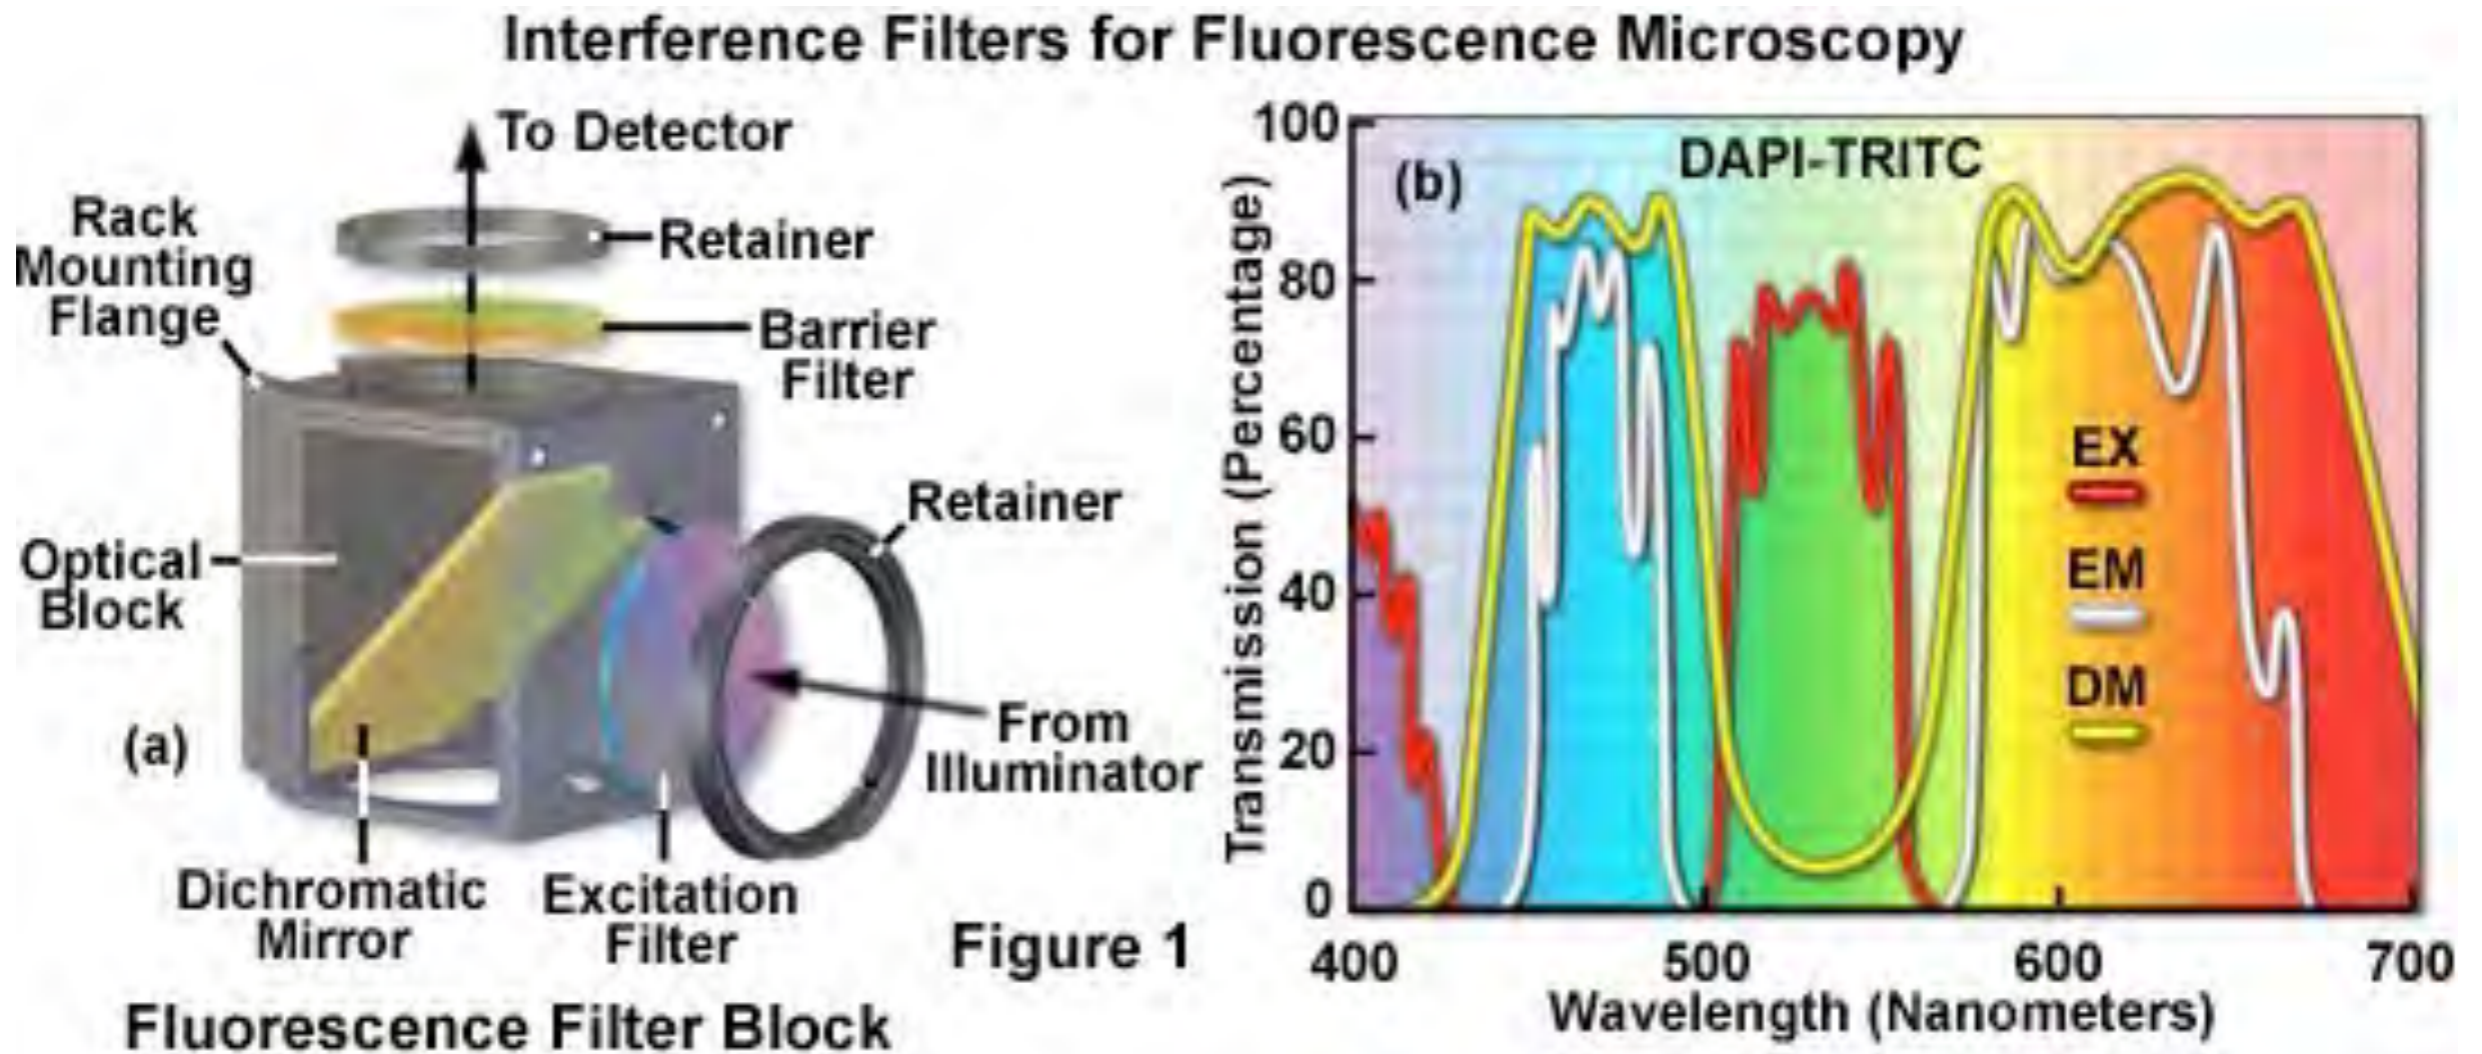 Interference Filters for Fluorescence Microscopy
To Detector
Rack
Mounting
Flange
Retainer
Barrier
Filter
Retainer
Optical
Block
From
Illuminator
(a)
Dichromatic
Mirror
Excitation
Filter
Figure 1
Fluorescence Filter Block
(b)
DAPI-TRITC
Transmission (Percentage)
100
80
60
40
20
0
EX
EM
DM
400
500
600
700
Wavelength (Nanometers)